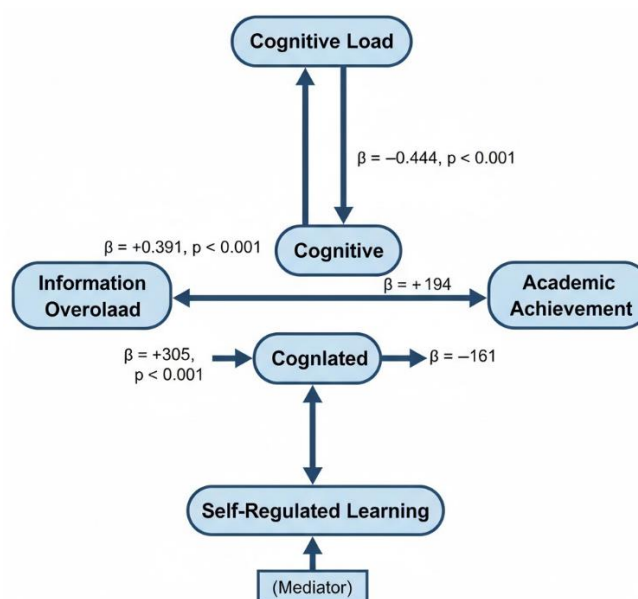 Cognitive Load
β = −0.444, p < 0.001
β = +0.391, p < 0.001
Cognitive
Information
Overolaad
β = + 194
Academic
Achievement
β = +305,
p < 0.001
Cognlated
β = −161
Self-Regulated Learning
(Mediator)